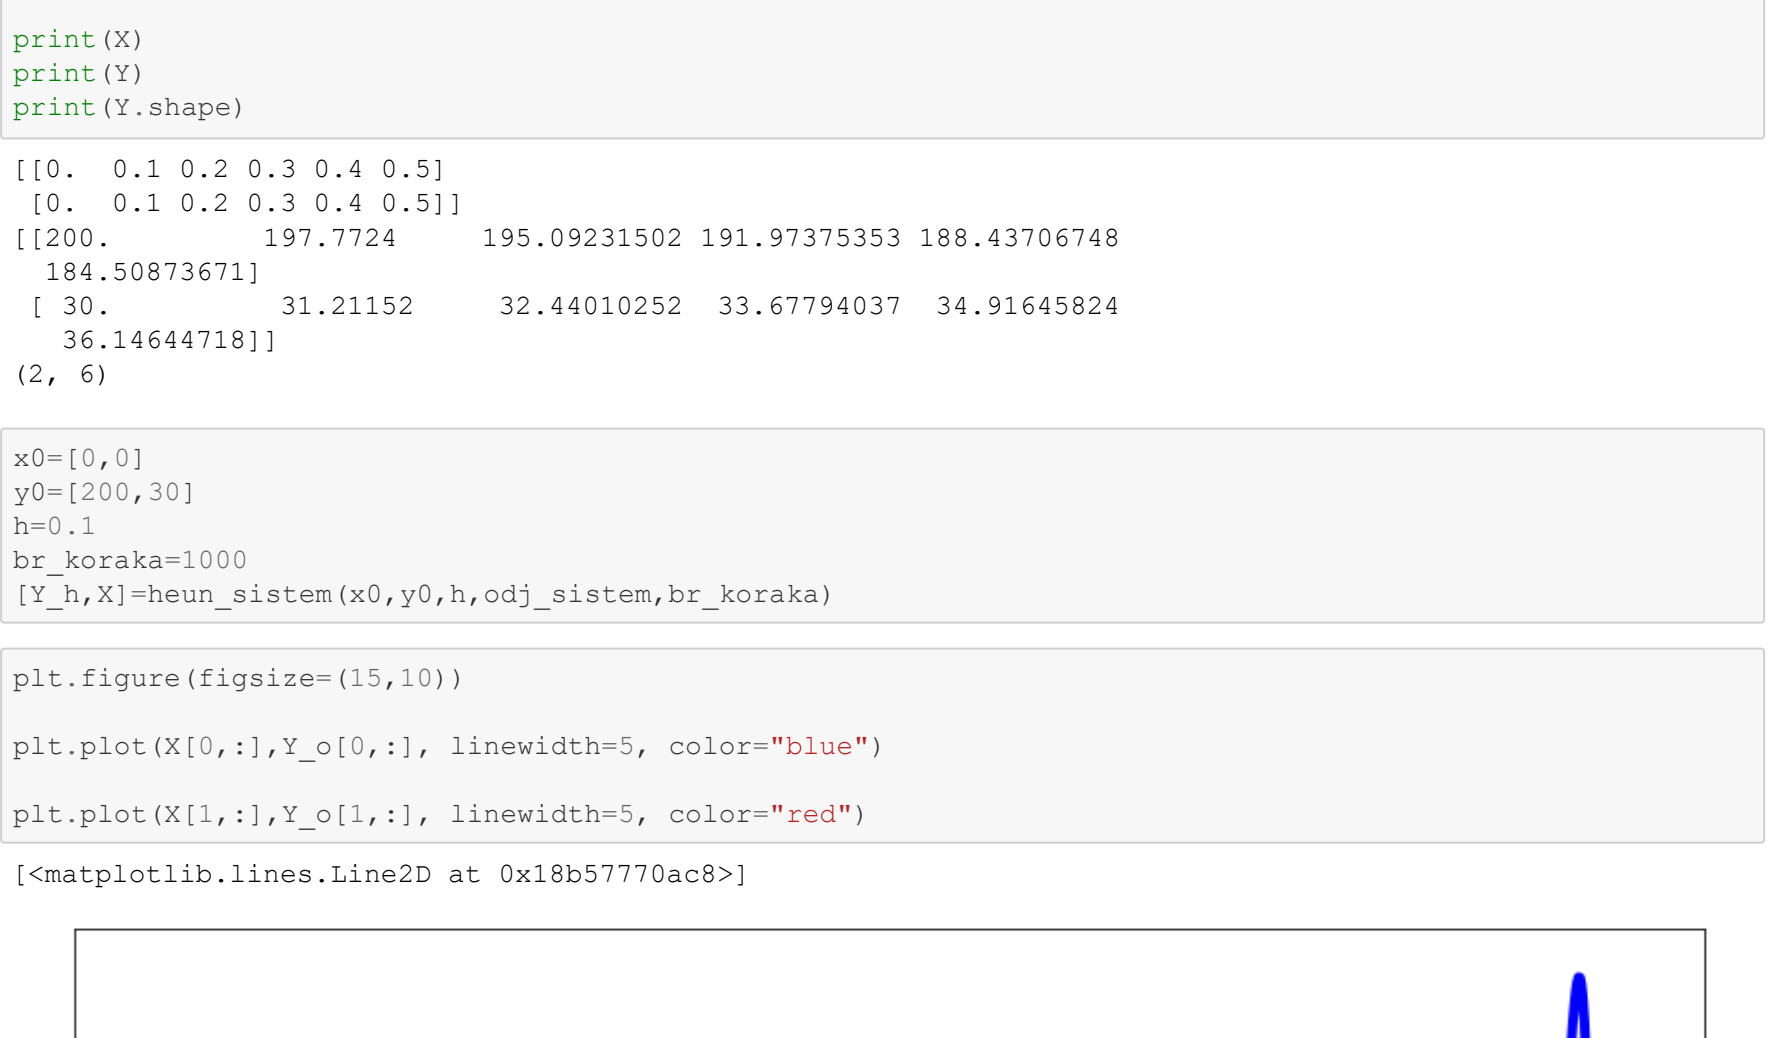 print(X)
print(Y)
print(Y.shape)
[[0.  0.1 0.2 0.3 0.4 0.5]
 [0.  0.1 0.2 0.3 0.4 0.5]]
[[200.         197.7724     195.09231502 191.97375353 188.43706748
  184.50873671]
 [ 30.          31.21152     32.44010252  33.67794037  34.91645824
   36.14644718]]
(2, 6)
x0=[0,0]
y0=[200,30]
h=0.1
br_koraka=1000
[Y_h,X]=heun_sistem(x0,y0,h,odj_sistem,br_koraka)
plt.figure(figsize=(15,10))
plt.plot(X[0,:],Y_o[0,:], linewidth=5, color="blue")
plt.plot(X[1,:],Y_o[1,:], linewidth=5, color="red")
[<matplotlib.lines.Line2D at 0x18b57770ac8>]